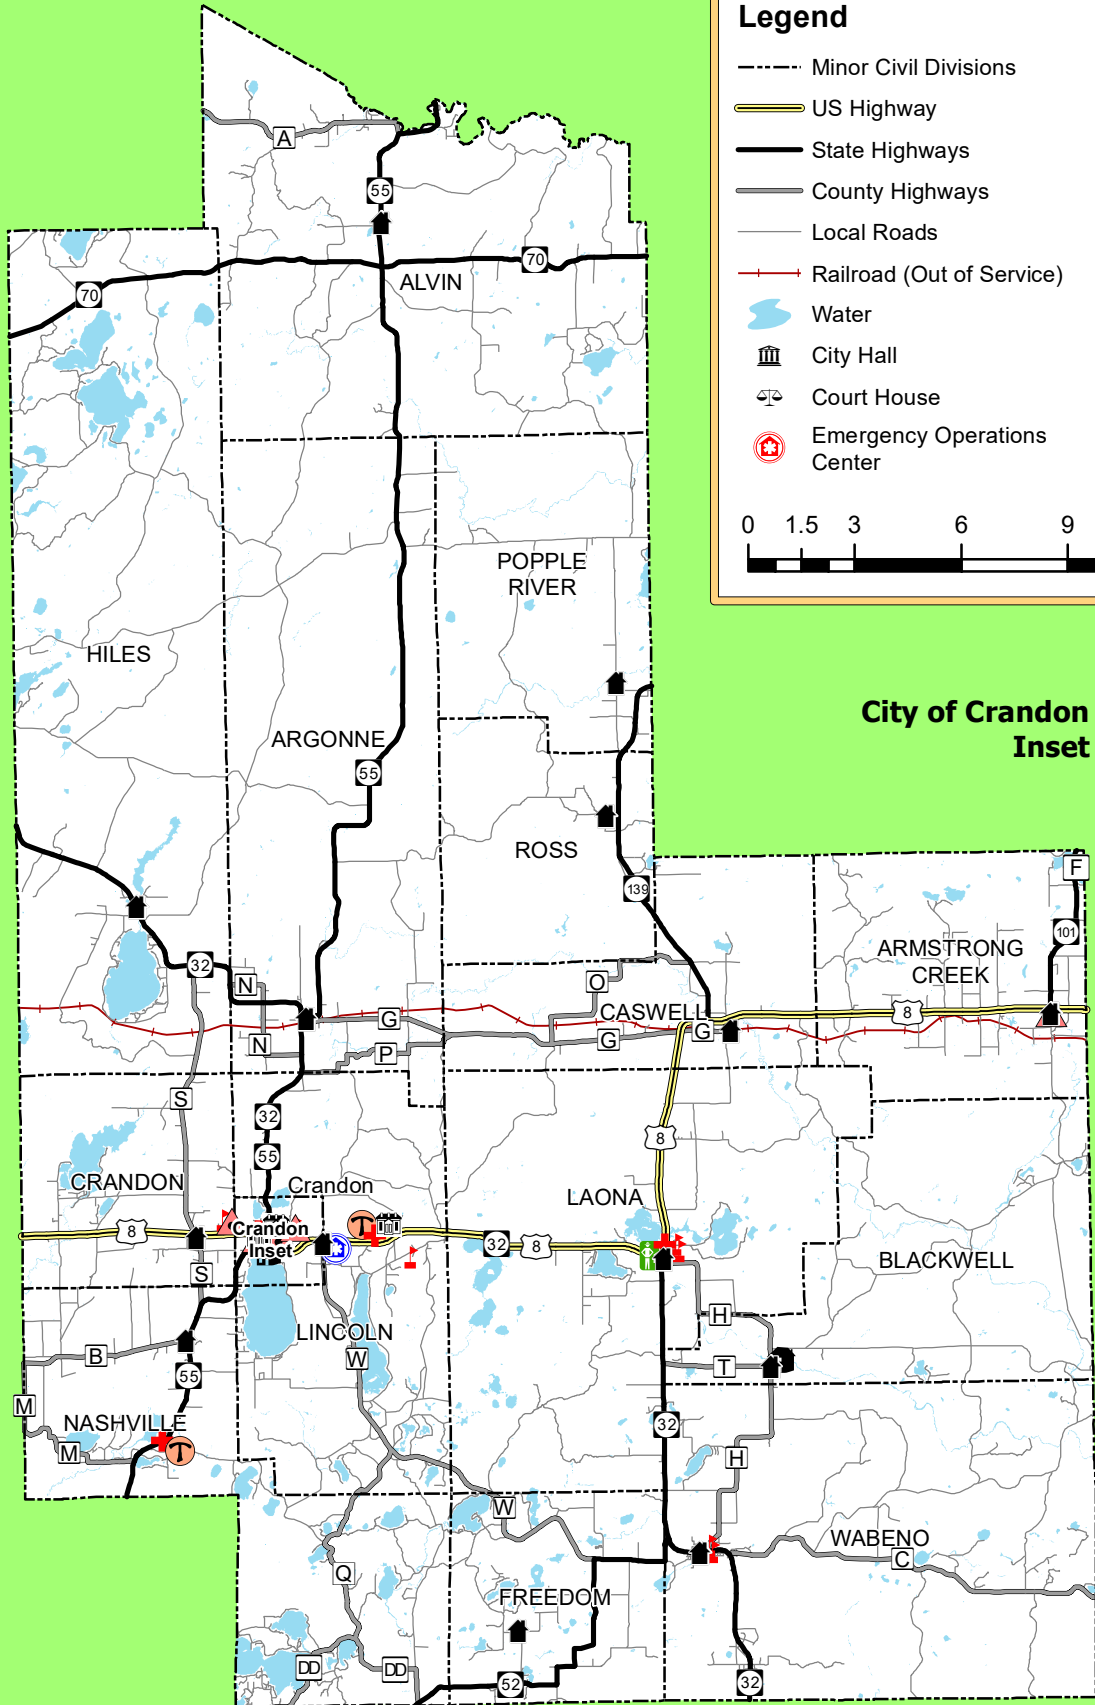 Legend
Minor Civil Divisions
US Highway
State Highways
County Highways
Local Roads
Railroad (Out of Service)
Water
City Hall
Court House
Emergency Operations
Center
0 1.5 3 6 9
A
55
70
70
ALVIN
POPPLE
RIVER
HILES
City of Crandon
Inset
ARGONNE
55
ROSS
139
F
101
ARMSTRONG
CREEK
32
N
O
G
CASWELL
G
8
N
P
G
S
32
8
55
CRANDON
Crandon
LAONA
8
Crandon
Inset
32
8
BLACKWELL
S
H
LINCOLN
B
W
T
55
M
NASHVILLE
32
M
H
W
WABENO
C
Q
FREEDOM
DD
DD
52
32